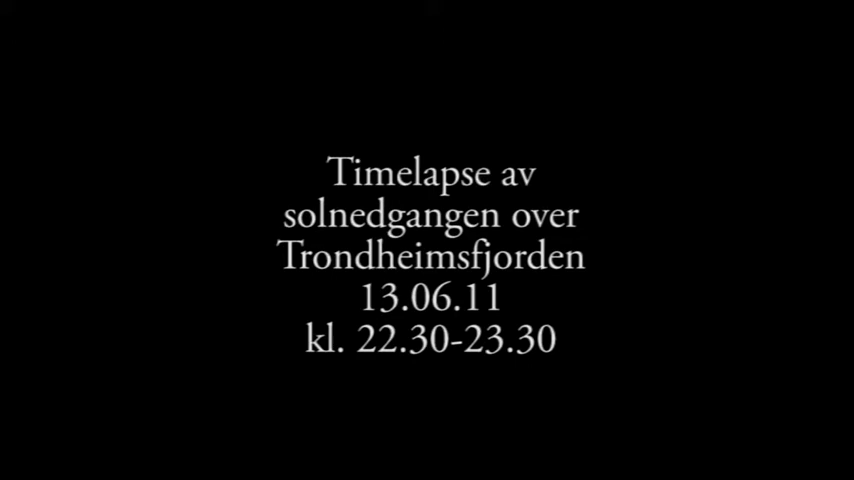 Timelapse av
solnedgangen over
Trondheimsfjorden
13.06.11
kl. 22.30-23.30